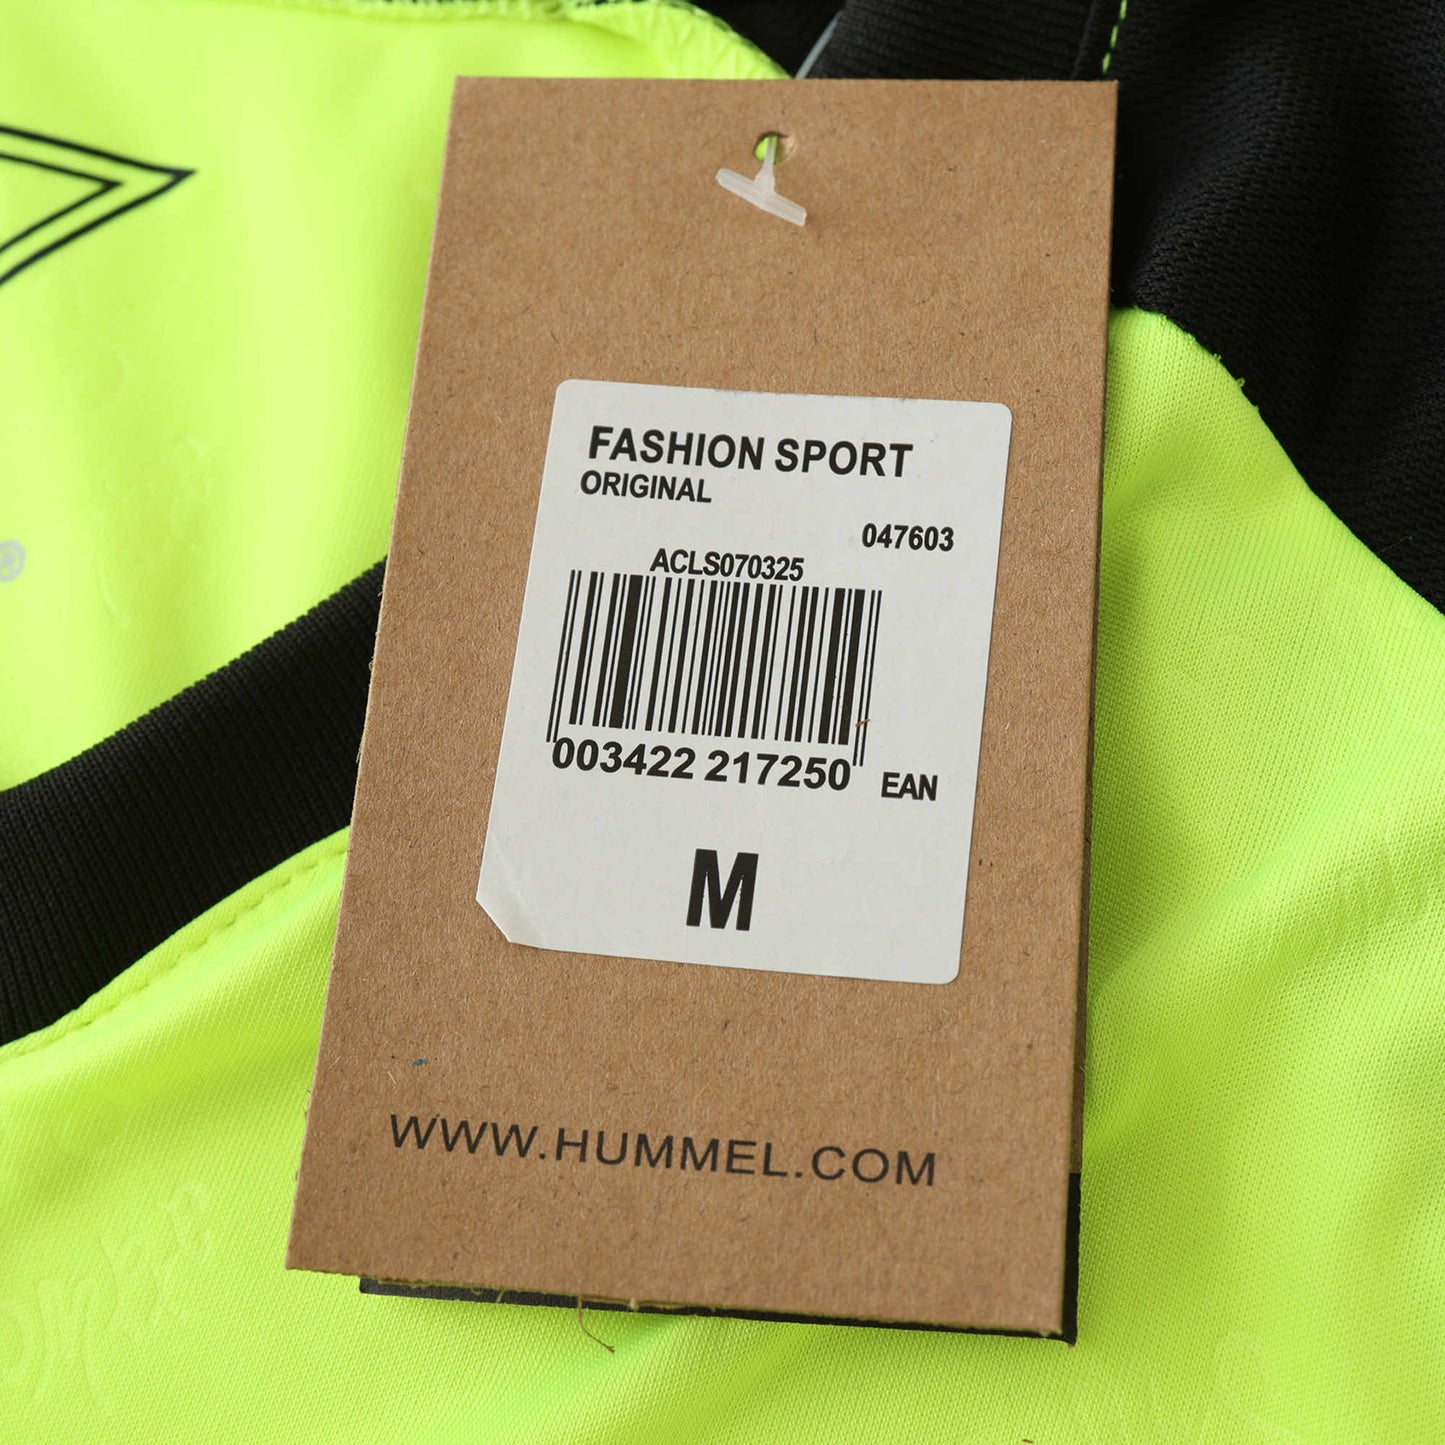 FASHION SPORT
ORIGINAL
047603
ACLS070325
003422 217250 EAN
M
WWW.HUMMEL.COM
®